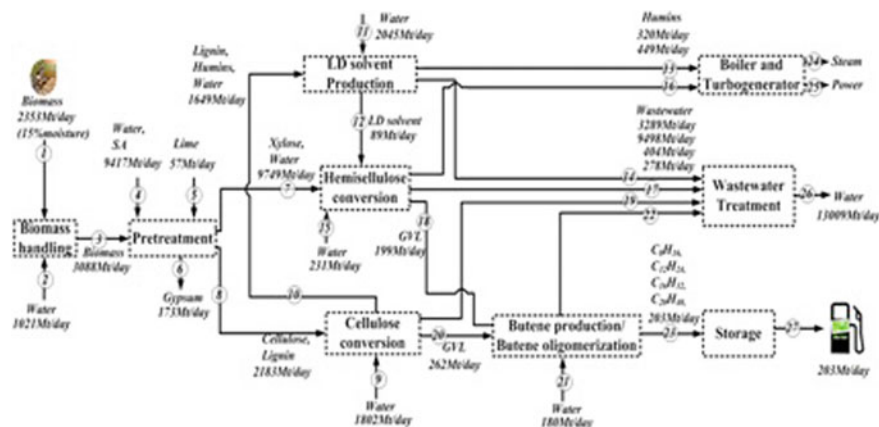 11
Water
2045Mt/day
Humins
320Mt/day
449Mt/day
Lignin,
Humins,
Water
1649Mt/day
LD solvent
Production
13
16
Boiler and
Turbogenerator
24
Steam
25
Power
Biomass
2353Mt/day
(15%moisture)
1
Water,
SA
9417Mt/day
4
Lime
57Mt/day
5
Xylose,
Water
9749Mt/day
7
12
LD solvent
89Mt/day
Hemisellulose
conversion
Wastewater
3289Mt/day
9498Mt/day
404Mt/day
278Mt/day
14
17
19
22
Wastewater
Treatment
26
Water
13009Mt/day
Biomass
handling
3
Biomass
3088Mt/day
Pretreatment
15
Water
231Mt/day
18
GVL
199Mt/day
2
Water
1021Mt/day
6
Gypsum
173Mt/day
8
10
Cellulose,
Lignin
2183Mt/day
Cellulose
conversion
20
GVL
262Mt/day
Butene production/
Butene oligomerization
C8H16,
C12H24,
C16H32,
C20H40,
203Mt/day
23
Storage
27
203Mt/day
9
Water
1802Mt/day
21
Water
180Mt/day